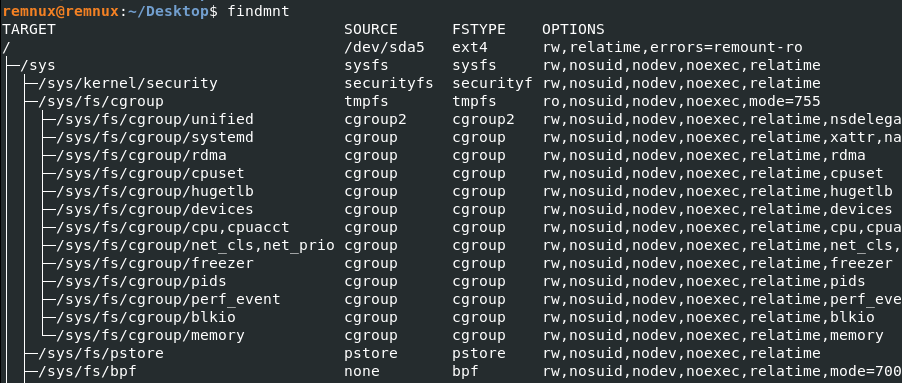 remnux@remnux:~/Desktop$ findmnt
TARGET SOURCE FSTYPE OPTIONS
/ /dev/sda5 ext4 rw,relatime,errors=remount-ro
├─/sys sysfs sysfs rw,nosuid,nodev,noexec,relatime
│ ├─/sys/kernel/security securityfs securityf rw,nosuid,nodev,noexec,relatime
│ ├─/sys/fs/cgroup tmpfs tmpfs ro,nosuid,nodev,noexec,mode=755
│ │ ├─/sys/fs/cgroup/unified cgroup2 cgroup2 rw,nosuid,nodev,noexec,relatime,nsdelega
│ │ ├─/sys/fs/cgroup/systemd cgroup cgroup rw,nosuid,nodev,noexec,relatime,xattr,na
│ │ ├─/sys/fs/cgroup/rdma cgroup cgroup rw,nosuid,nodev,noexec,relatime,rdma
│ │ ├─/sys/fs/cgroup/cpuset cgroup cgroup rw,nosuid,nodev,noexec,relatime,cpuset
│ │ ├─/sys/fs/cgroup/hugetlb cgroup cgroup rw,nosuid,nodev,noexec,relatime,hugetlb
│ │ ├─/sys/fs/cgroup/devices cgroup cgroup rw,nosuid,nodev,noexec,relatime,devices
│ │ ├─/sys/fs/cgroup/cpu,cpuacct cgroup cgroup rw,nosuid,nodev,noexec,relatime,cpu,cpua
│ │ ├─/sys/fs/cgroup/net_cls,net_prio cgroup cgroup rw,nosuid,nodev,noexec,relatime,net_cls,
│ │ ├─/sys/fs/cgroup/freezer cgroup cgroup rw,nosuid,nodev,noexec,relatime,freezer
│ │ ├─/sys/fs/cgroup/pids cgroup cgroup rw,nosuid,nodev,noexec,relatime,pids
│ │ ├─/sys/fs/cgroup/perf_event cgroup cgroup rw,nosuid,nodev,noexec,relatime,perf_eve
│ │ ├─/sys/fs/cgroup/blkio cgroup cgroup rw,nosuid,nodev,noexec,relatime,blkio
│ │ └─/sys/fs/cgroup/memory cgroup cgroup rw,nosuid,nodev,noexec,relatime,memory
│ ├─/sys/fs/pstore pstore pstore rw,nosuid,nodev,noexec,relatime
│ ├─/sys/fs/bpf none bpf rw,nosuid,nodev,noexec,relatime,mode=700